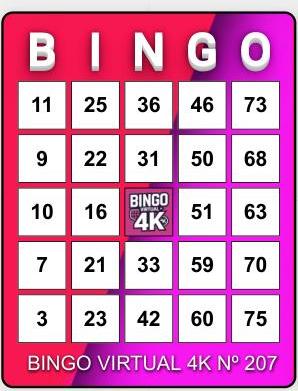 B I N G O
11 25 36 46 73
9 22 31 50 68
10 16 BINGO VIRTUAL 4K 51 63
7 21 33 59 70
3 23 42 60 75
BINGO VIRTUAL 4K Nº 207